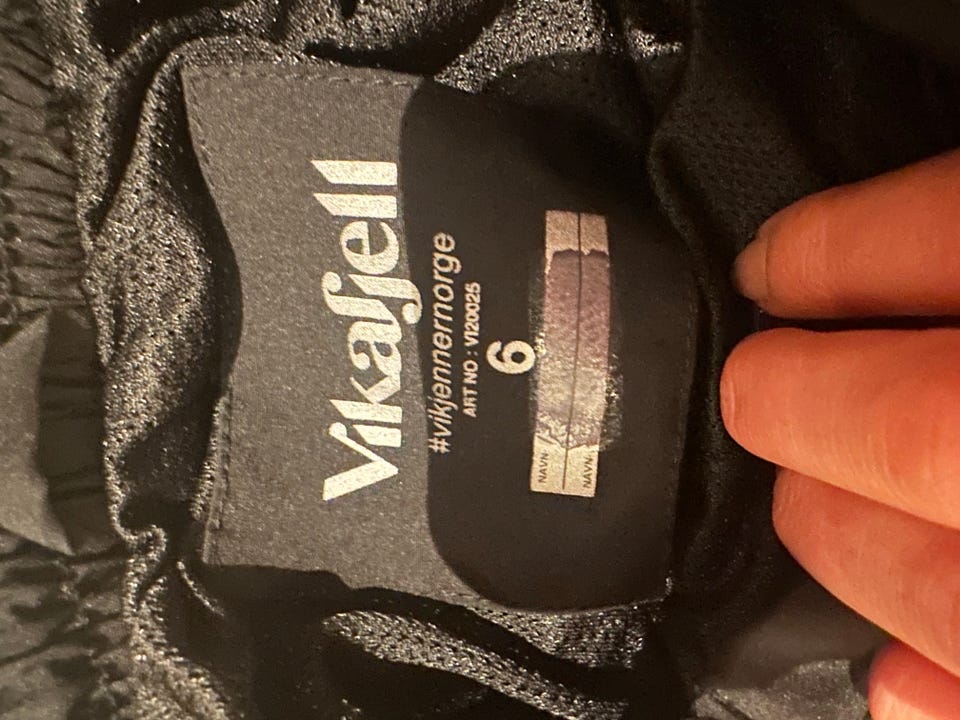 Vikafjell
#vikjennernorge
ART NO : VI20025
6
NAVN:
NAVN: